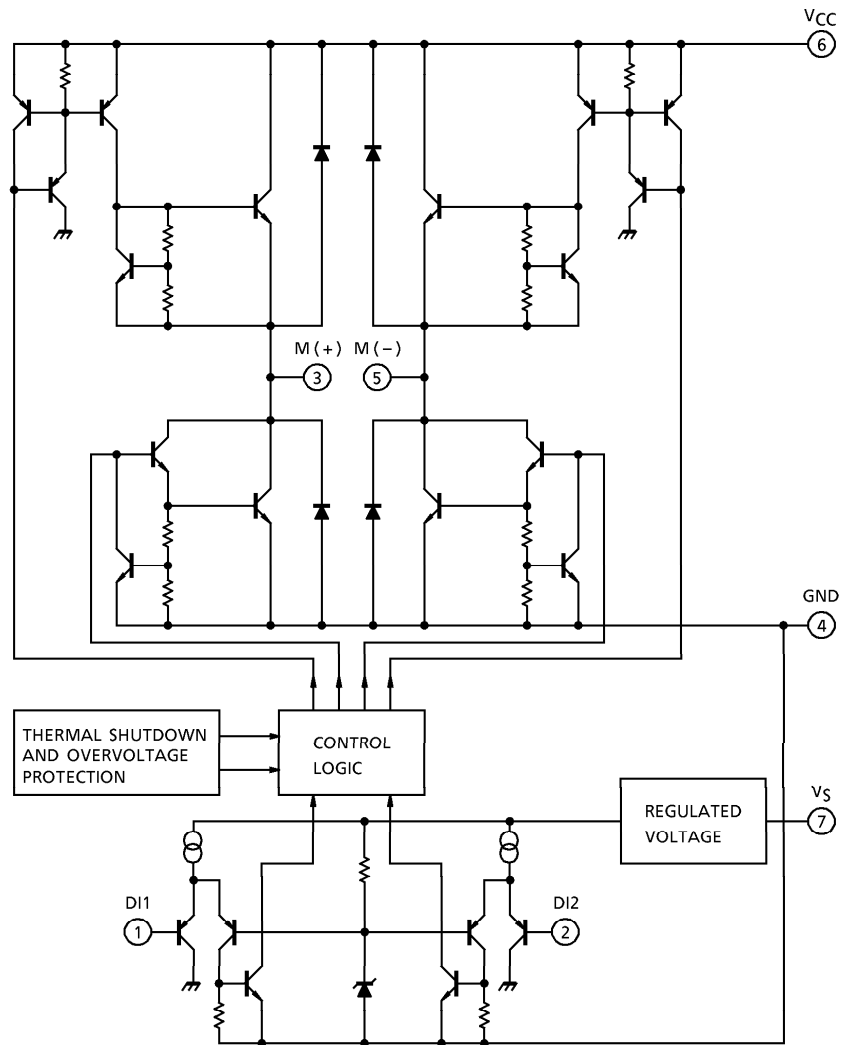 VCC
6
M (+) M (−)
3
5
GND
4
THERMAL SHUTDOWN
AND OVERVOLTAGE
PROTECTION
CONTROL
LOGIC
REGULATED
VOLTAGE
VS
7
DI1
1
DI2
2